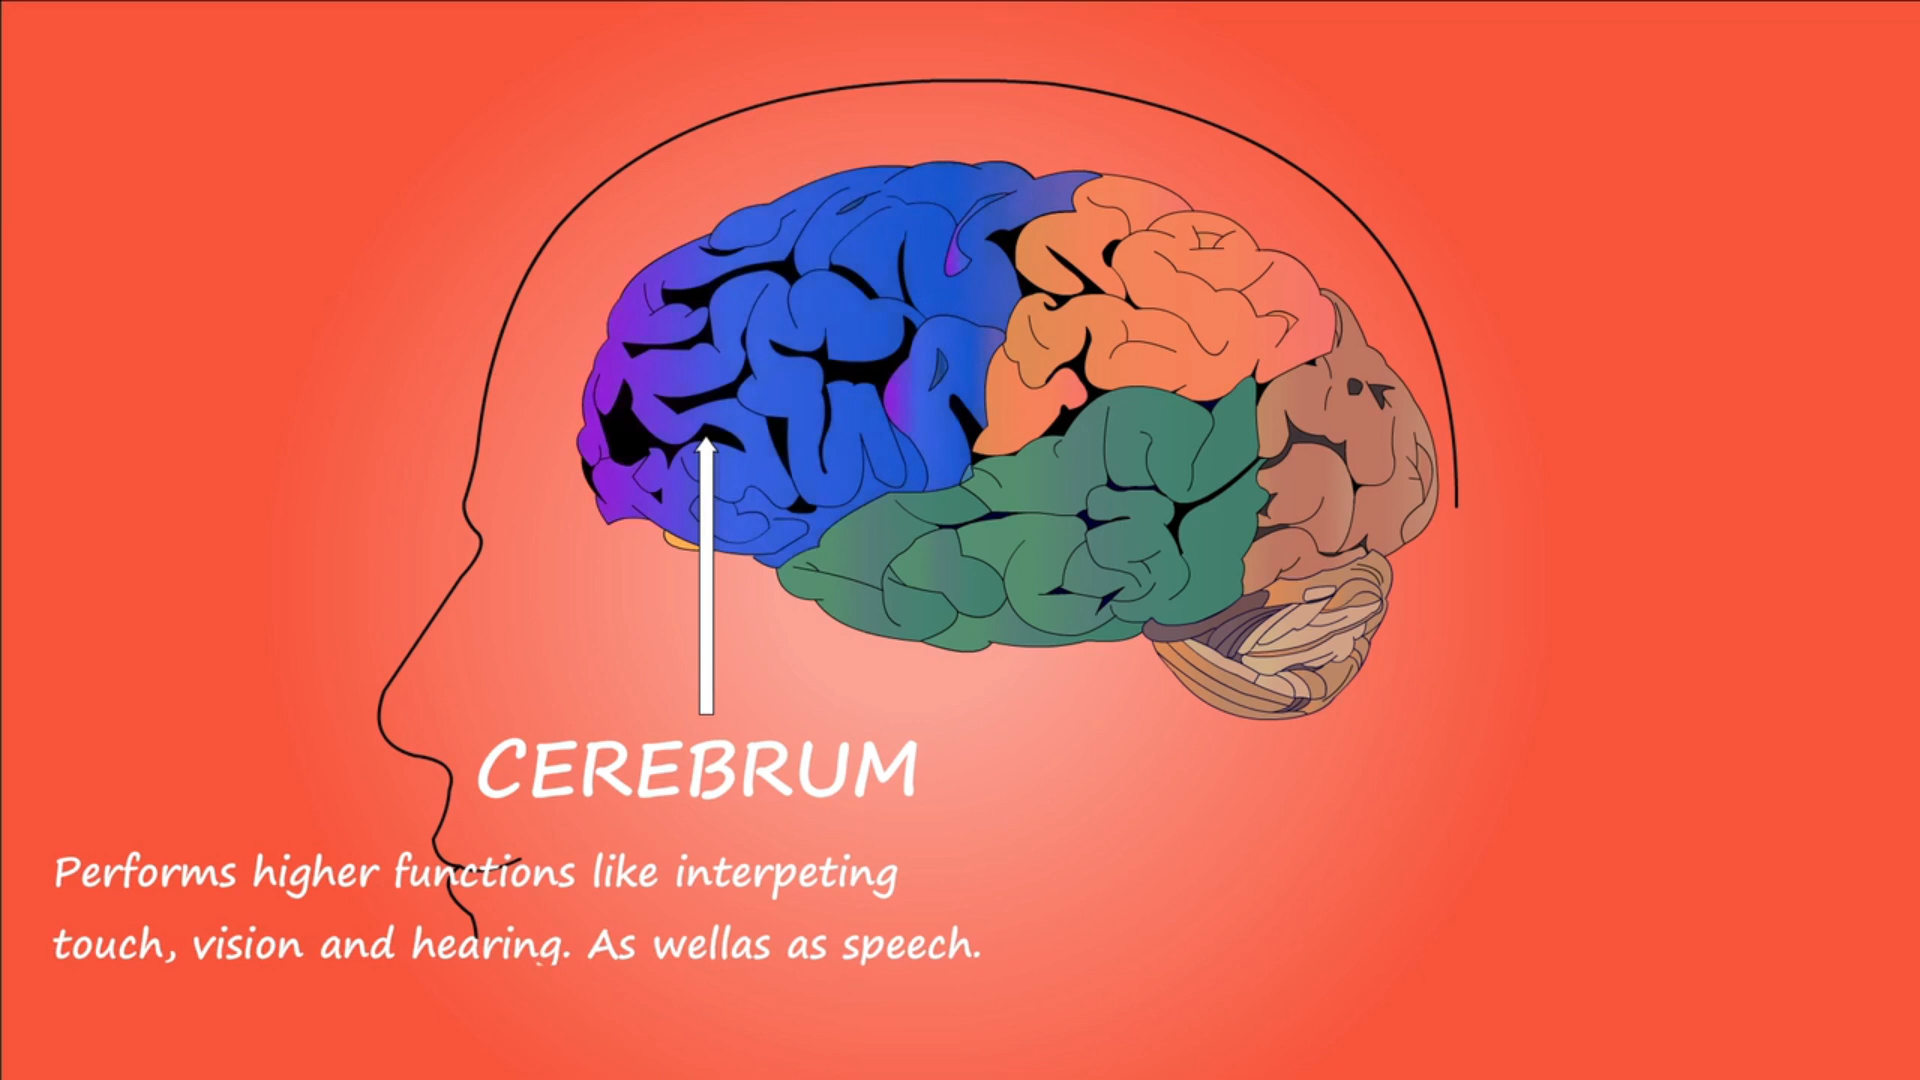 CEREBRUM
Performs higher functions like interpeting
touch, vision and hearing. As wellas as speech.